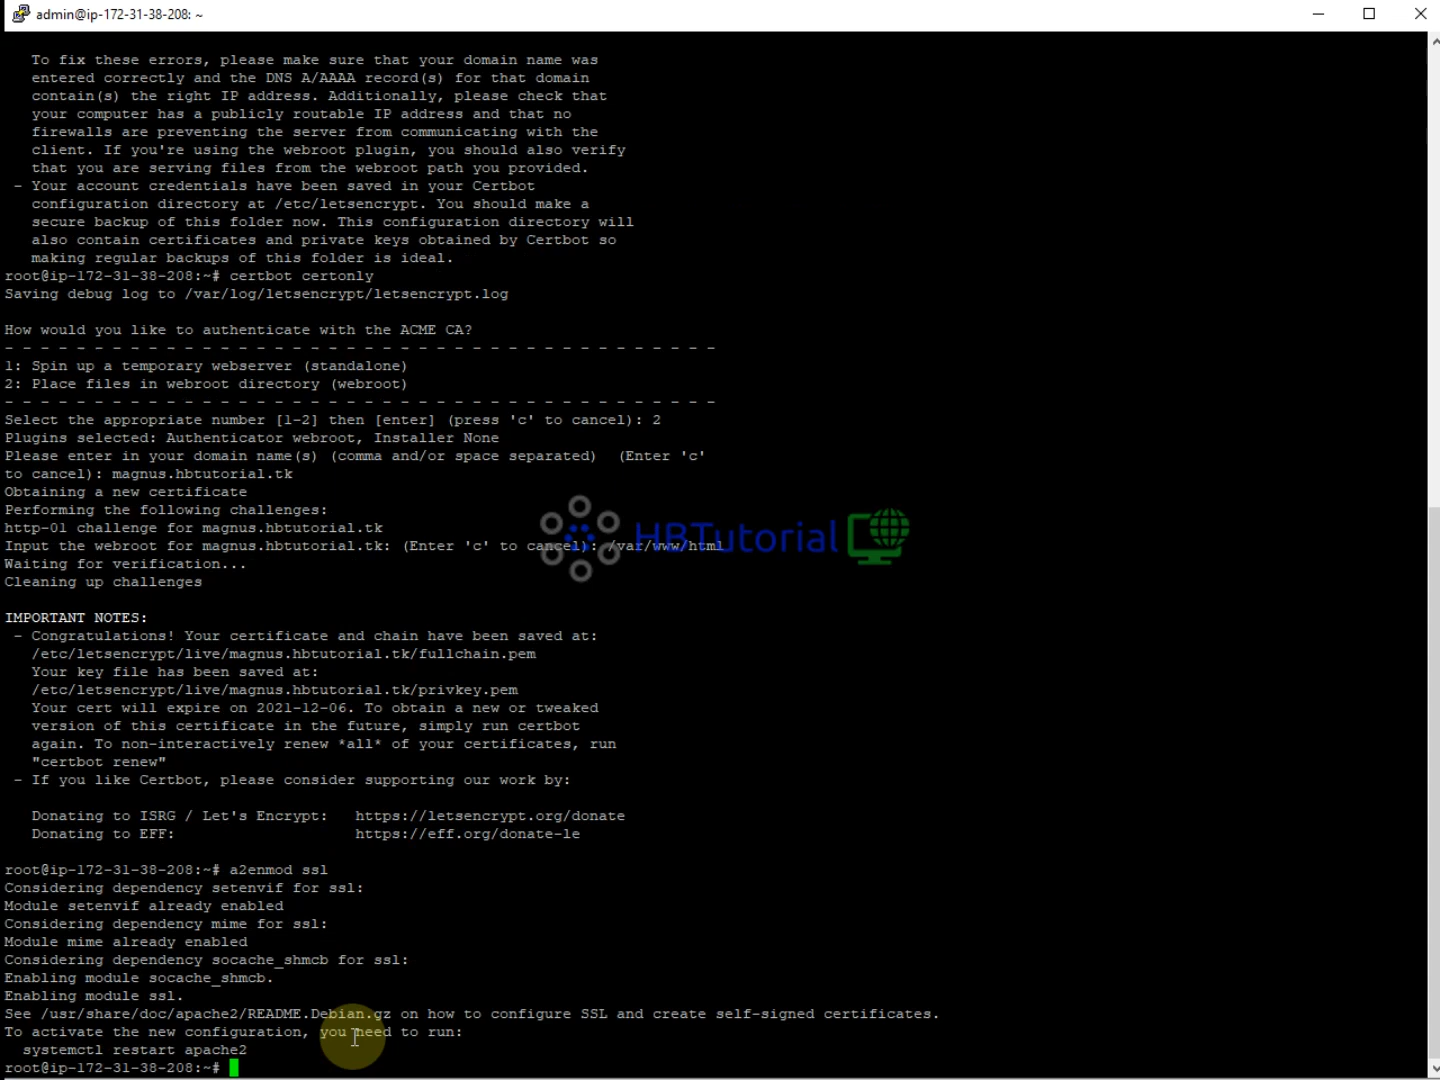 admin@ip-172-31-38-208: ~
To fix these errors, please make sure that your domain name was
entered correctly and the DNS A/AAAA record(s) for that domain
contain(s) the right IP address. Additionally, please check that
your computer has a publicly routable IP address and that no
firewalls are preventing the server from communicating with the
client. If you're using the webroot plugin, you should also verify
that you are serving files from the webroot path you provided.
- Your account credentials have been saved in your Certbot
configuration directory at /etc/letsencrypt. You should make a
secure backup of this folder now. This configuration directory will
also contain certificates and private keys obtained by Certbot so
making regular backups of this folder is ideal.
root@ip-172-31-38-208:~# certbot certonly
Saving debug log to /var/log/letsencrypt/letsencrypt.log
How would you like to authenticate with the ACME CA?
- - - - - - - - - - - - - - - - - - - - - - - - - - - - - - - - - - - - - - - -
1: Spin up a temporary webserver (standalone)
2: Place files in webroot directory (webroot)
- - - - - - - - - - - - - - - - - - - - - - - - - - - - - - - - - - - - - - - -
Select the appropriate number [1-2] then [enter] (press 'c' to cancel): 2
Plugins selected: Authenticator webroot, Installer None
Please enter in your domain name(s) (comma and/or space separated)  (Enter 'c'
to cancel): magnus.hbtutorial.tk
Obtaining a new certificate
Performing the following challenges:
http-01 challenge for magnus.hbtutorial.tk
Input the webroot for magnus.hbtutorial.tk: (Enter 'c' to cancel): /var/www/html
HBTutorial
Waiting for verification...
Cleaning up challenges
IMPORTANT NOTES:
- Congratulations! Your certificate and chain have been saved at:
/etc/letsencrypt/live/magnus.hbtutorial.tk/fullchain.pem
Your key file has been saved at:
/etc/letsencrypt/live/magnus.hbtutorial.tk/privkey.pem
Your cert will expire on 2021-12-06. To obtain a new or tweaked
version of this certificate in the future, simply run certbot
again. To non-interactively renew *all* of your certificates, run
"certbot renew"
- If you like Certbot, please consider supporting our work by:
Donating to ISRG / Let's Encrypt:   https://letsencrypt.org/donate
Donating to EFF:                    https://eff.org/donate-le
root@ip-172-31-38-208:~# a2enmod ssl
Considering dependency setenvif for ssl:
Module setenvif already enabled
Considering dependency mime for ssl:
Module mime already enabled
Considering dependency socache_shmcb for ssl:
Enabling module socache_shmcb.
Enabling module ssl.
See /usr/share/doc/apache2/README.Debian.gz on how to configure SSL and create self-signed certificates.
To activate the new configuration, you need to run:
systemctl restart apache2
root@ip-172-31-38-208:~#